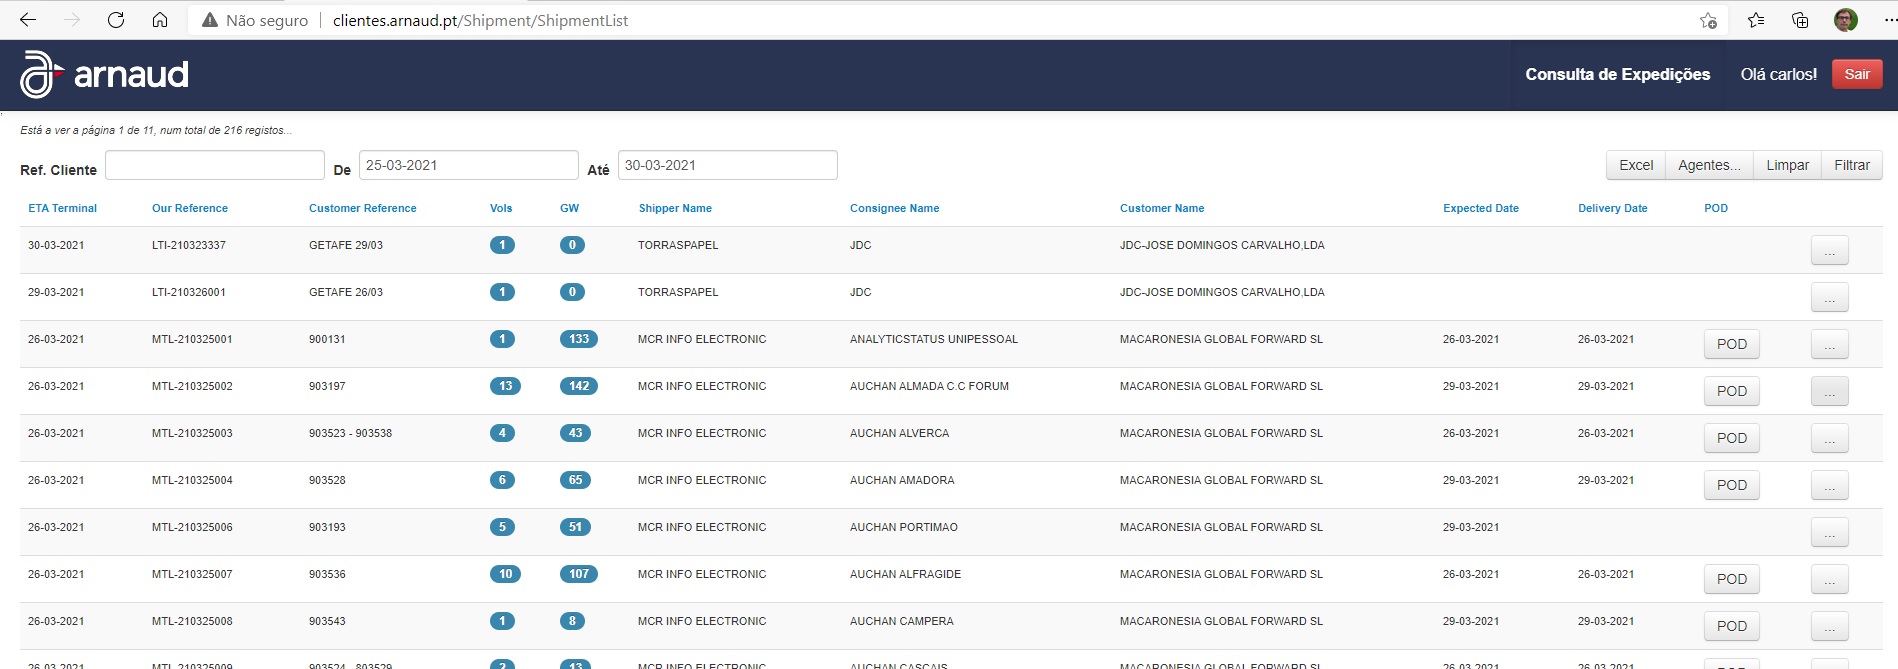 Não seguro | clientes.arnaud.pt/Shipment/ShipmentList
arnaud
Consulta de Expedições Olá carlos! Sair
Está a ver a página 1 de 11, num total de 216 registos...
Ref. Cliente De 25-03-2021 Até 30-03-2021 Excel Agentes... Limpar Filtrar
ETA Terminal Our Reference Customer Reference Vols GW Shipper Name Consignee Name Customer Name Expected Date Delivery Date POD
30-03-2021 LTI-210323337 GETAFE 29/03 1 0 TORRASPAPEL JDC JDC-JOSE DOMINGOS CARVALHO,LDA ...
29-03-2021 LTI-210326001 GETAFE 26/03 1 0 TORRASPAPEL JDC JDC-JOSE DOMINGOS CARVALHO,LDA ...
26-03-2021 MTL-210325001 900131 1 133 MCR INFO ELECTRONIC ANALYTICSTATUS UNIPESSOAL MACARONESIA GLOBAL FORWARD SL 26-03-2021 26-03-2021 POD ...
26-03-2021 MTL-210325002 903197 13 142 MCR INFO ELECTRONIC AUCHAN ALMADA C.C FORUM MACARONESIA GLOBAL FORWARD SL 29-03-2021 29-03-2021 POD ...
26-03-2021 MTL-210325003 903523 - 903538 4 43 MCR INFO ELECTRONIC AUCHAN ALVERCA MACARONESIA GLOBAL FORWARD SL 26-03-2021 26-03-2021 POD ...
26-03-2021 MTL-210325004 903528 6 65 MCR INFO ELECTRONIC AUCHAN AMADORA MACARONESIA GLOBAL FORWARD SL 29-03-2021 29-03-2021 POD ...
26-03-2021 MTL-210325006 903193 5 51 MCR INFO ELECTRONIC AUCHAN PORTIMAO MACARONESIA GLOBAL FORWARD SL 29-03-2021 ...
26-03-2021 MTL-210325007 903536 10 107 MCR INFO ELECTRONIC AUCHAN ALFRAGIDE MACARONESIA GLOBAL FORWARD SL 26-03-2021 26-03-2021 POD ...
26-03-2021 MTL-210325008 903543 1 8 MCR INFO ELECTRONIC AUCHAN CAMPERA MACARONESIA GLOBAL FORWARD SL 29-03-2021 29-03-2021 POD ...
26-03-2021 MTL-210325009 903524 - 803529 2 13 MCR INFO ELECTRONIC AUCHAN CASCAIS MACARONESIA GLOBAL FORWARD SL 26-03-2021 26-03-2021